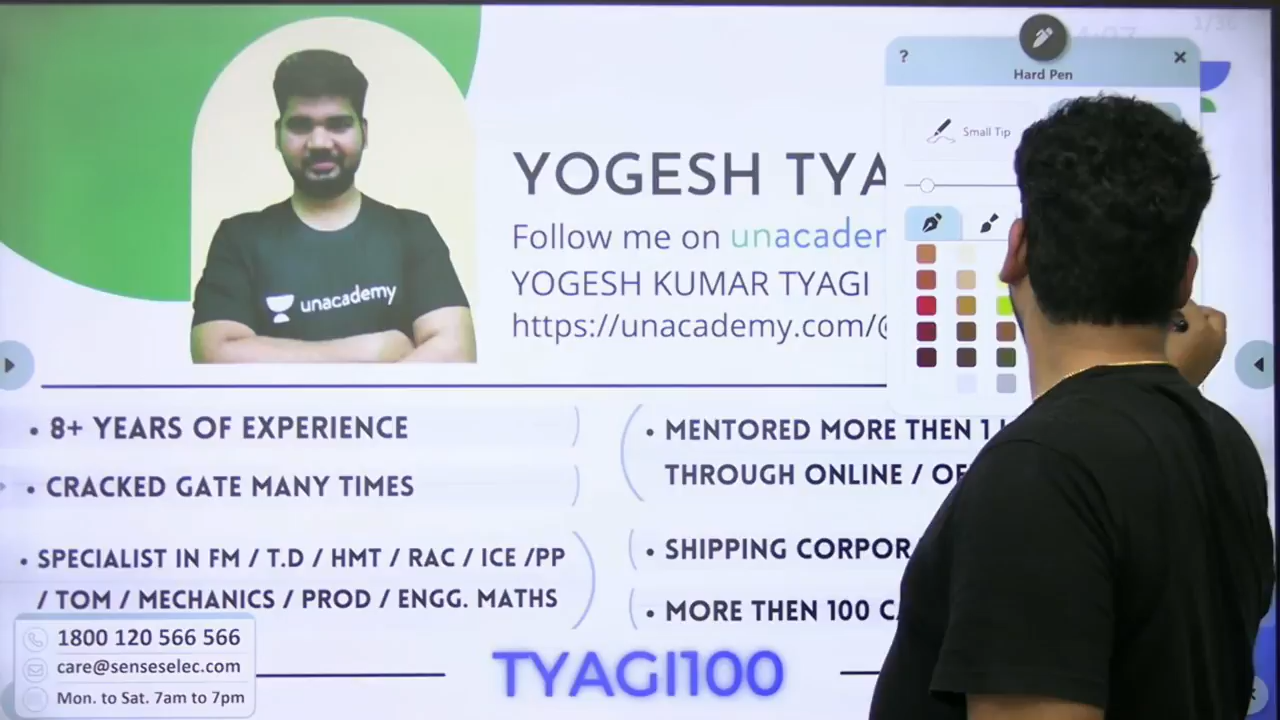 Hard Pen
?
Small Tip
unacademy
YOGESH TYA
Follow me on unacadem
YOGESH KUMAR TYAGI
https://unacademy.com/@
• 8+ YEARS OF EXPERIENCE
• CRACKED GATE MANY TIMES
• SPECIALIST IN FM / T.D / HMT / RAC / ICE /PP
/ TOM / MECHANICS / PROD / ENGG. MATHS
• MENTORED MORE THEN 1
THROUGH ONLINE /
• SHIPPING
• MORE THEN 100
1800 120 566 566
care@senseselec.com
Mon. to Sat. 7am to 7pm
TYAGI100